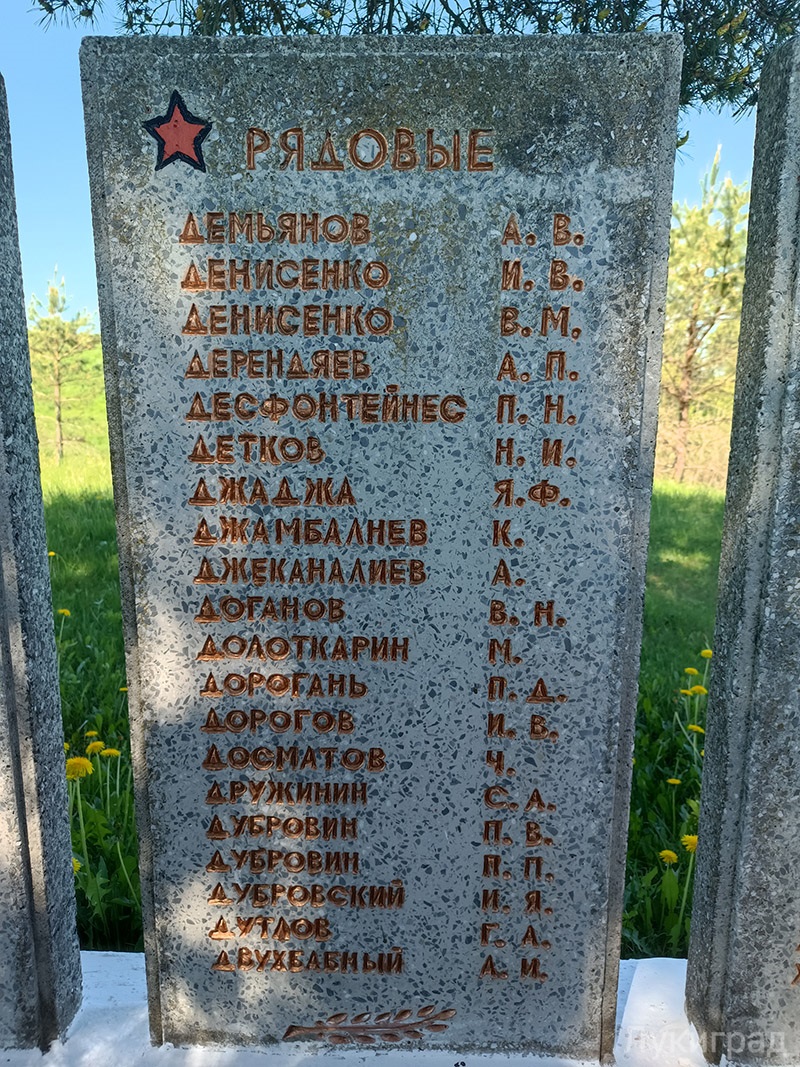 РЯДОВЫЕ
ДЕМЬЯНОВ А. В.
ДЕНИСЕНКО И. В.
ДЕНИСЕНКО В. М.
ДЕРЕНДЯЕВ А. П.
ДЕСФОНТЕЙНЕС П. Н.
ДЕТКОВ Н. И.
ДЖАДЖА Я. Ф.
ДЖАМБАЛНЕВ К.
ДЖЕКАНАЛИЕВ А.
ДОГАНОВ В. Н.
ДОЛОТКАРИН М.
ДОРОГАНЬ П. Д.
ДОРОГОВ И. В.
ДОСМАТОВ Ч.
ДРУЖИНИН С. А.
ДУБРОВИН П. В.
ДУБРОВИН П. П.
ДУБРОВСКИЙ И. Я.
ДУТЛОВ Г. А.
ДВУХБАБНЫЙ А. И.
Лукиград